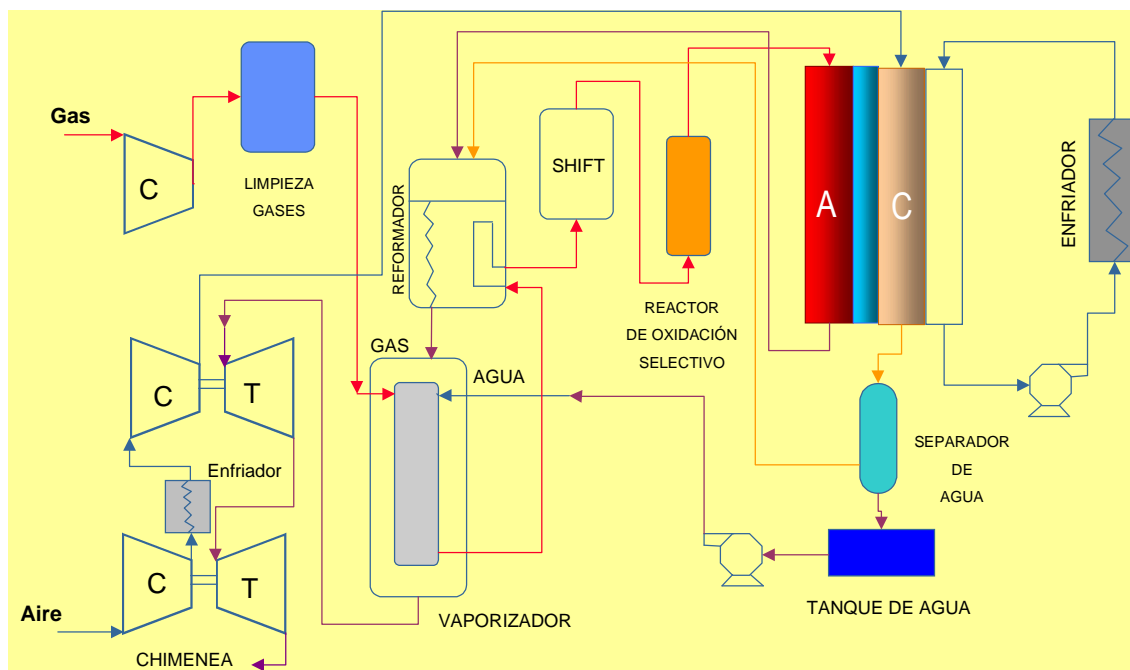 Gas
C
LIMPIEZA
GASES
REFORMADOR
SHIFT
REACTOR
DE OXIDACIÓN
SELECTIVO
A
C
ENFRIADOR
GAS
AGUA
C
T
Enfriador
SEPARADOR
DE
AGUA
C
T
Aire
VAPORIZADOR
TANQUE DE AGUA
CHIMENEA